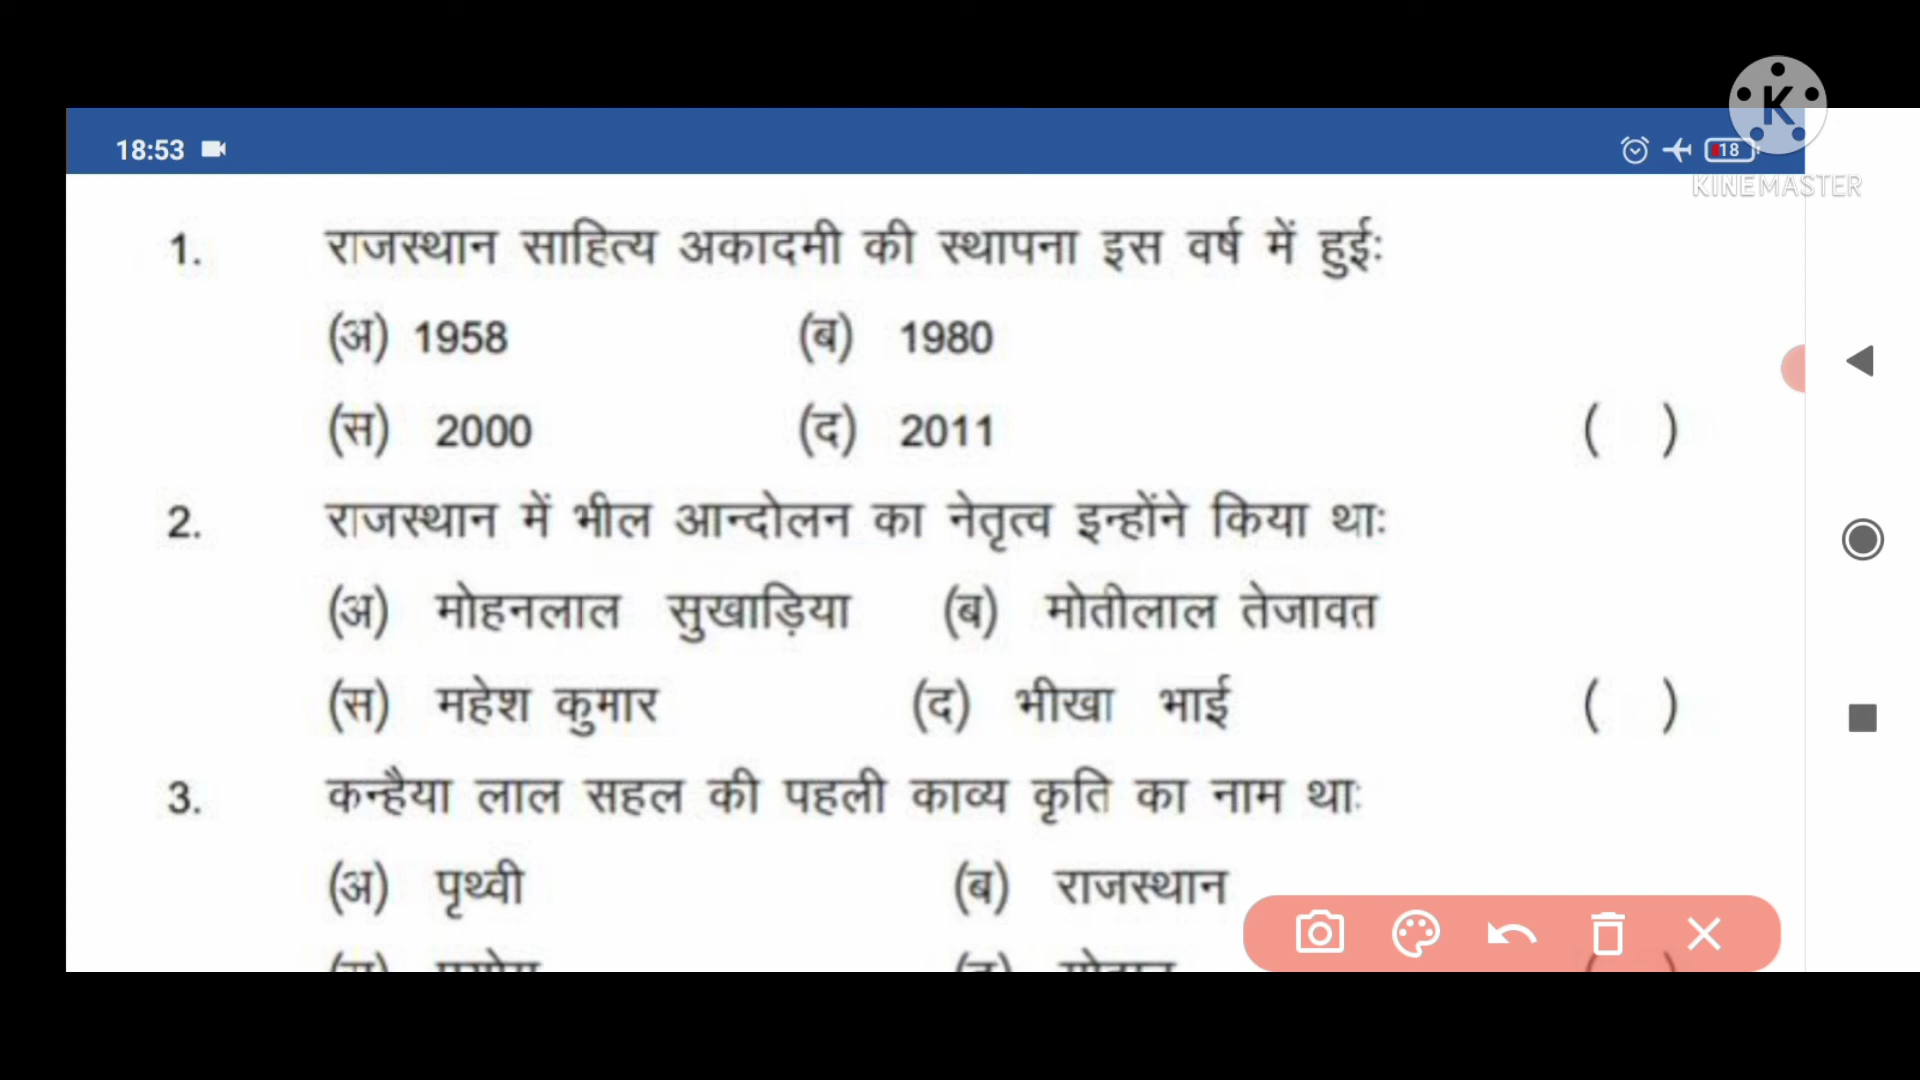 18:53
18
K
KINEMASTER
1. राजस्थान साहित्य अकादमी की स्थापना इस वर्ष में हुईः
(अ) 1958 (ब) 1980
(स) 2000 (द) 2011 ( )
2. राजस्थान में भील आन्दोलन का नेतृत्व इन्होंने किया थाः
(अ) मोहनलाल सुखाड़िया (ब) मोतीलाल तेजावत
(स) महेश कुमार (द) भीखा भाई ( )
3. कन्हैया लाल सहल की पहली काव्य कृति का नाम थाः
(अ) पृथ्वी (ब) राजस्थान